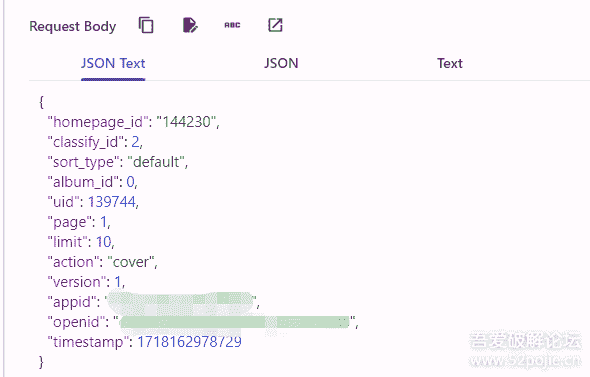 Request Body ABC
JSON Text JSON Text
{
"homepage_id": "144230",
"classify_id": 2,
"sort_type": "default",
"album_id": 0,
"uid": 139744,
"page": 1,
"limit": 10,
"action": "cover",
"version": 1,
"appid": "",
"openid": "",
"timestamp": 1718162978729
}
吾爱破解论坛
www.52pojie.cn